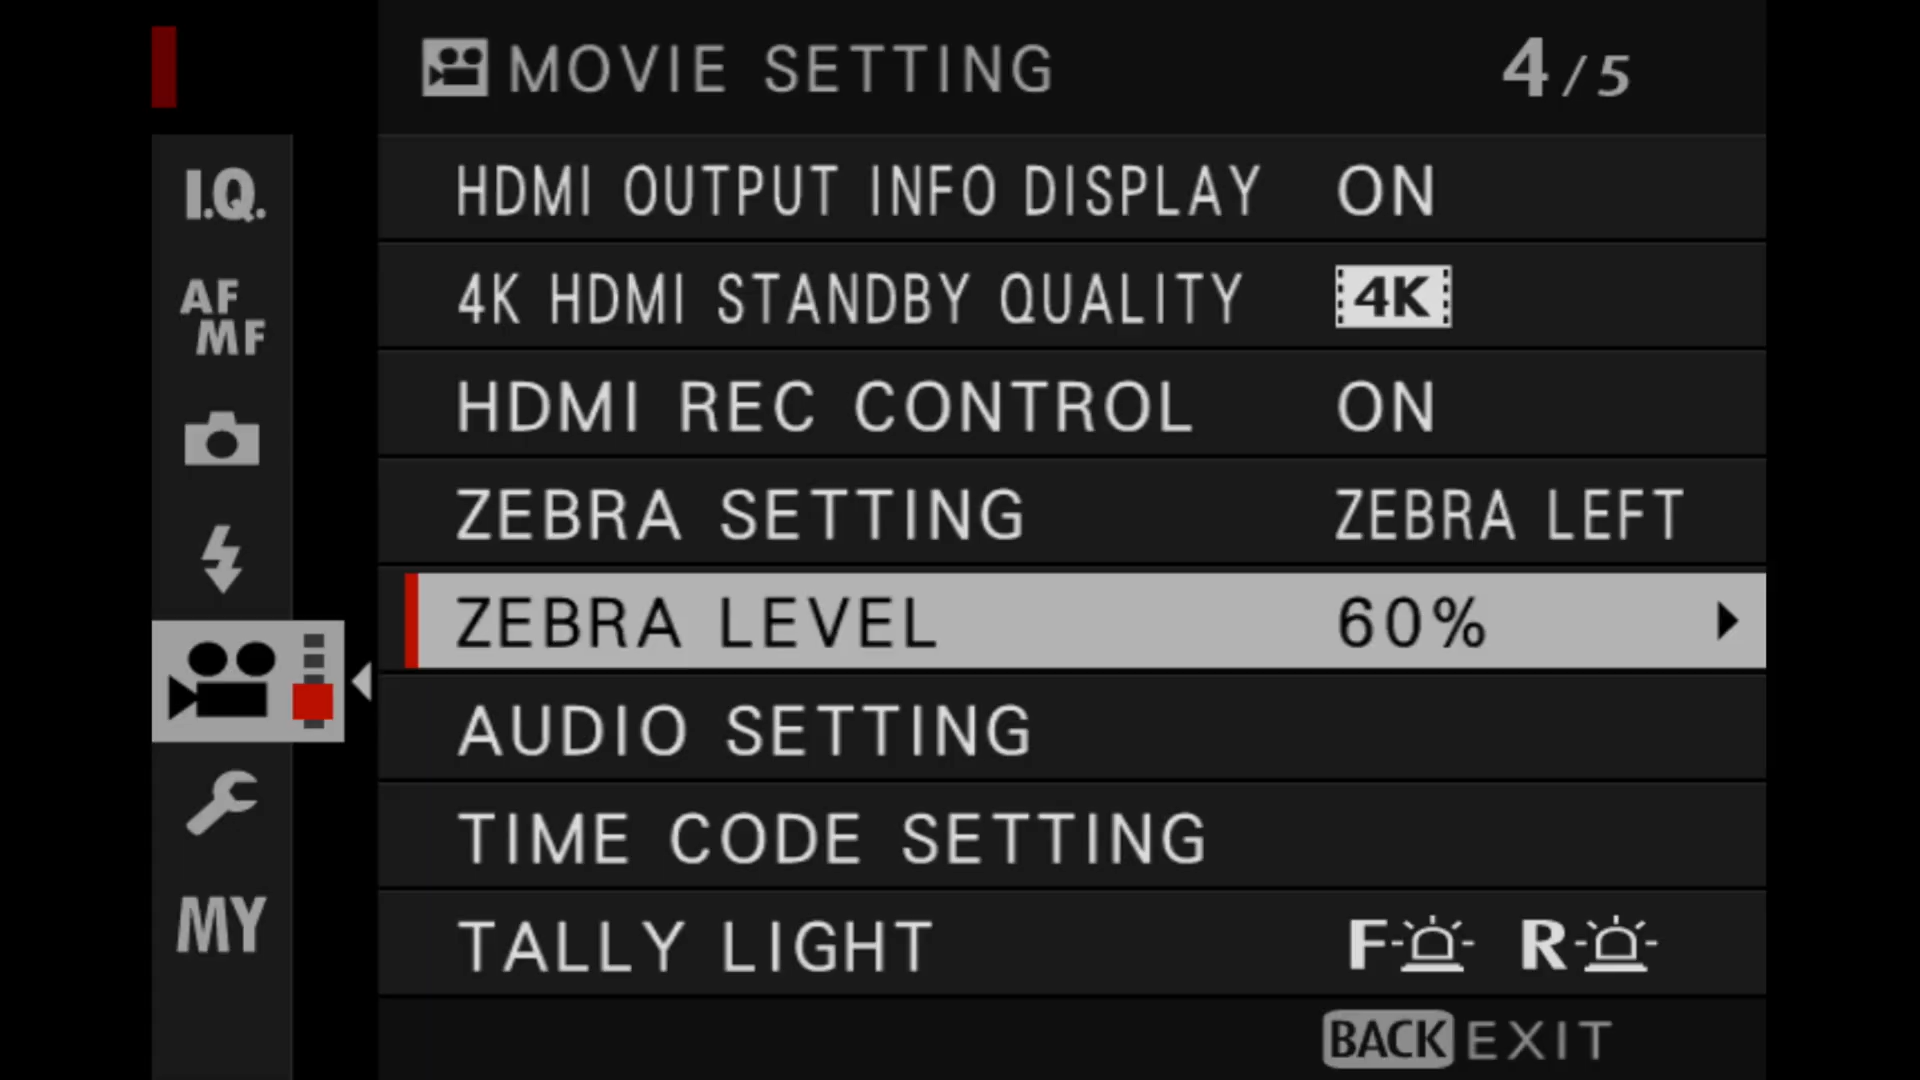 MOVIE SETTING 4/5
I.Q.
AF
MF
MY
HDMI OUTPUT INFO DISPLAY ON
4K HDMI STANDBY QUALITY 4K
HDMI REC CONTROL ON
ZEBRA SETTING ZEBRA LEFT
ZEBRA LEVEL 60%
AUDIO SETTING
TIME CODE SETTING
TALLY LIGHT F R
BACK EXIT